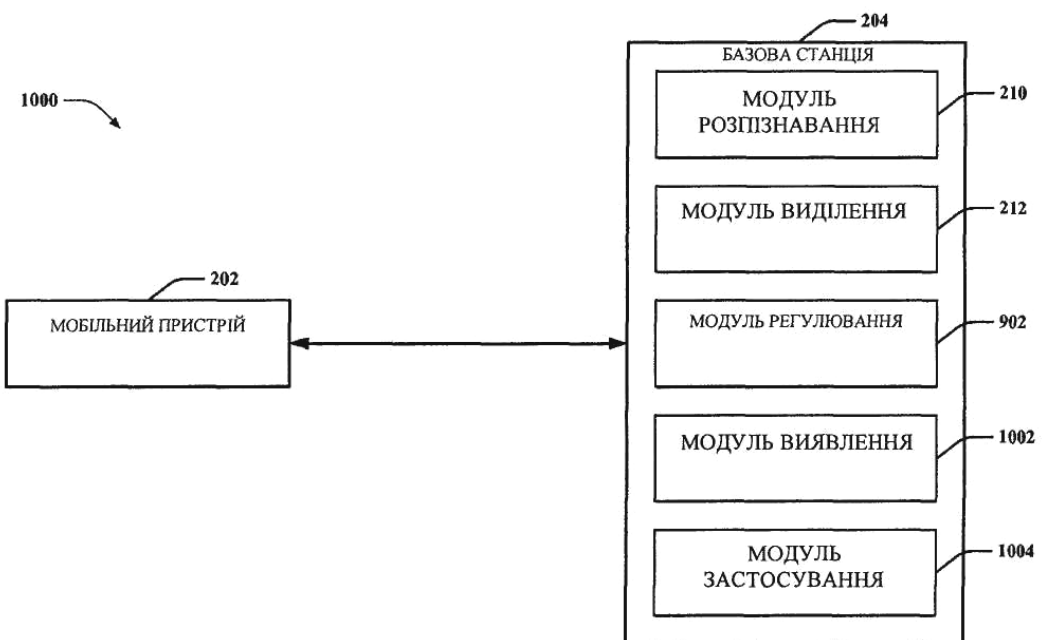 204
БАЗОВА СТАНЦІЯ
1000
МОДУЛЬ
РОЗПІЗНАВАННЯ
210
МОДУЛЬ ВИДІЛЕННЯ
212
202
МОБІЛЬНИЙ ПРИСТРІЙ
МОДУЛЬ РЕГУЛЮВАННЯ
902
МОДУЛЬ ВИЯВЛЕННЯ
1002
МОДУЛЬ
ЗАСТОСУВАННЯ
1004